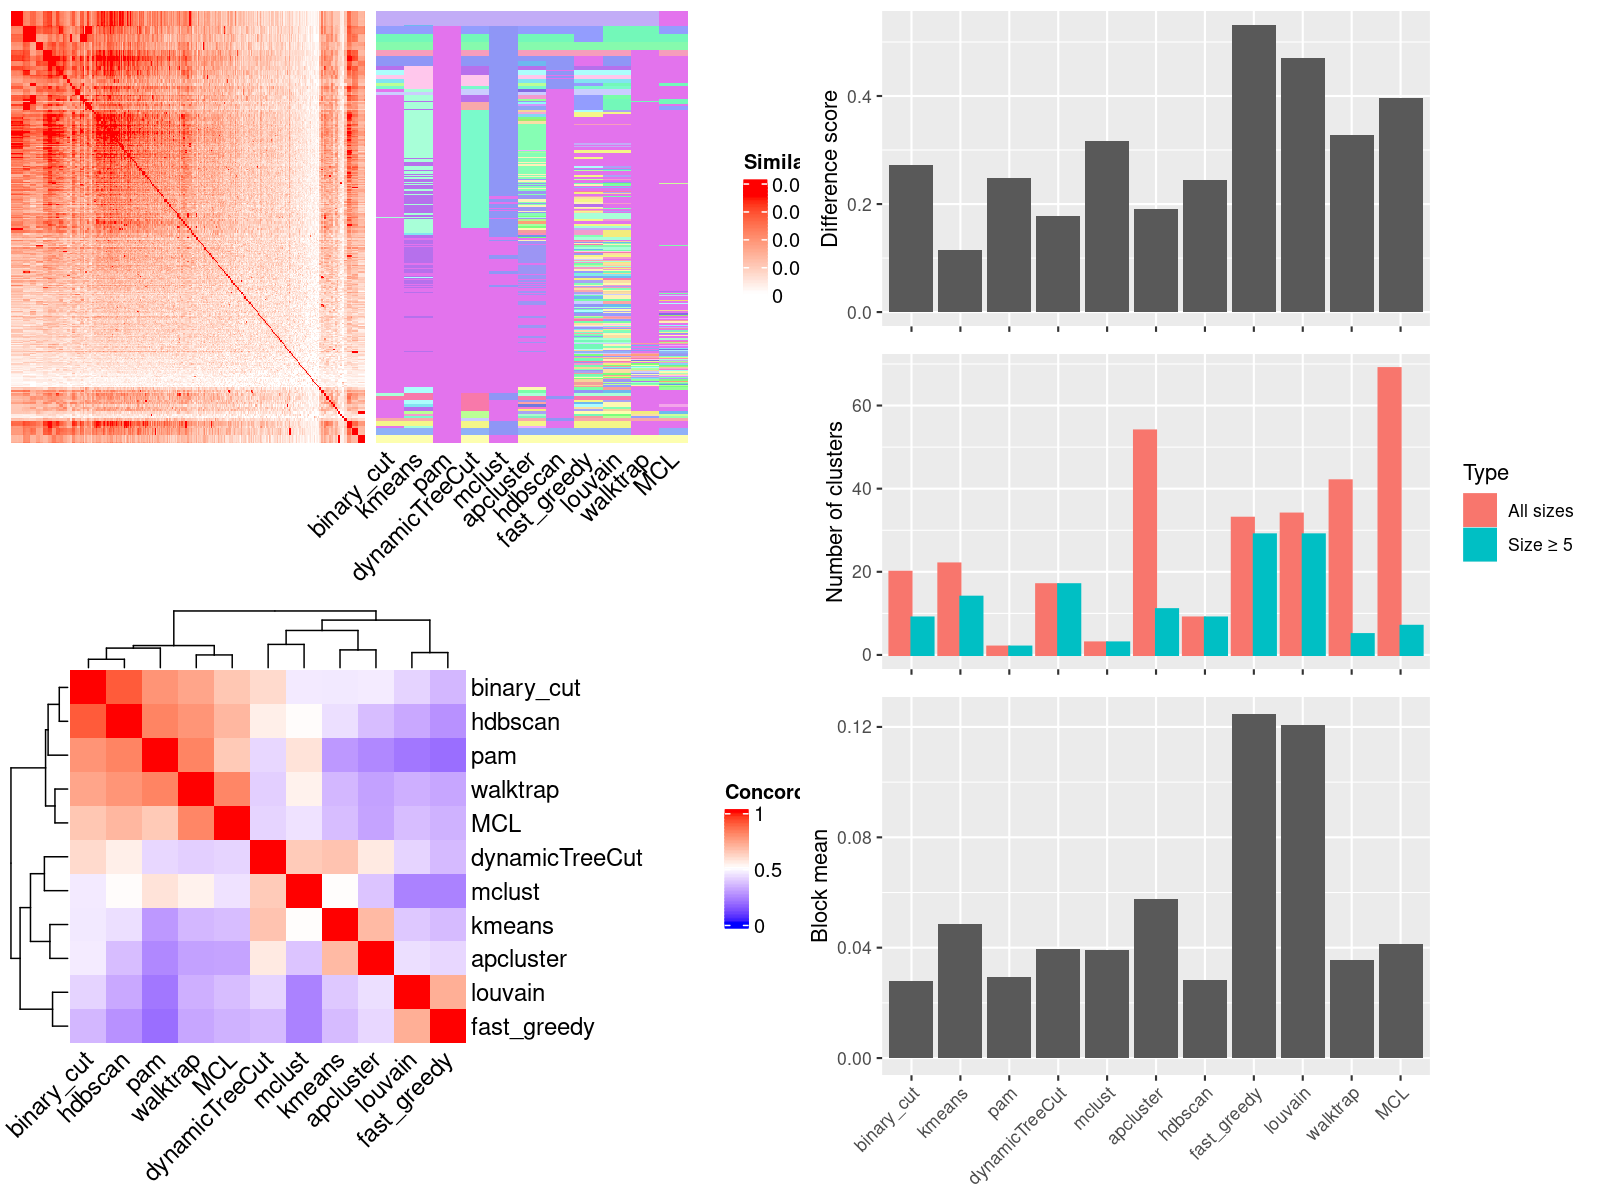 Simila
0.0
0.0
0.0
0.0
0
binary_cut
kmeans
pam
dynamicTreeCut
mclust
apcluster
hdbscan
fast_greedy
louvain
walktrap
MCL
binary_cut
hdbscan
pam
walktrap
MCL
dynamicTreeCut
mclust
kmeans
apcluster
louvain
fast_greedy
Concord
1
0.5
0
binary_cut
hdbscan
pam
walktrap
MCL
dynamicTreeCut
mclust
kmeans
apcluster
louvain
fast_greedy
Difference score
0.4
0.2
0.0
Number of clusters
60
40
20
0
Type
All sizes
Size ≥ 5
Block mean
0.12
0.08
0.04
0.00
binary_cut
kmeans
pam
dynamicTreeCut
mclust
apcluster
hdbscan
fast_greedy
louvain
walktrap
MCL